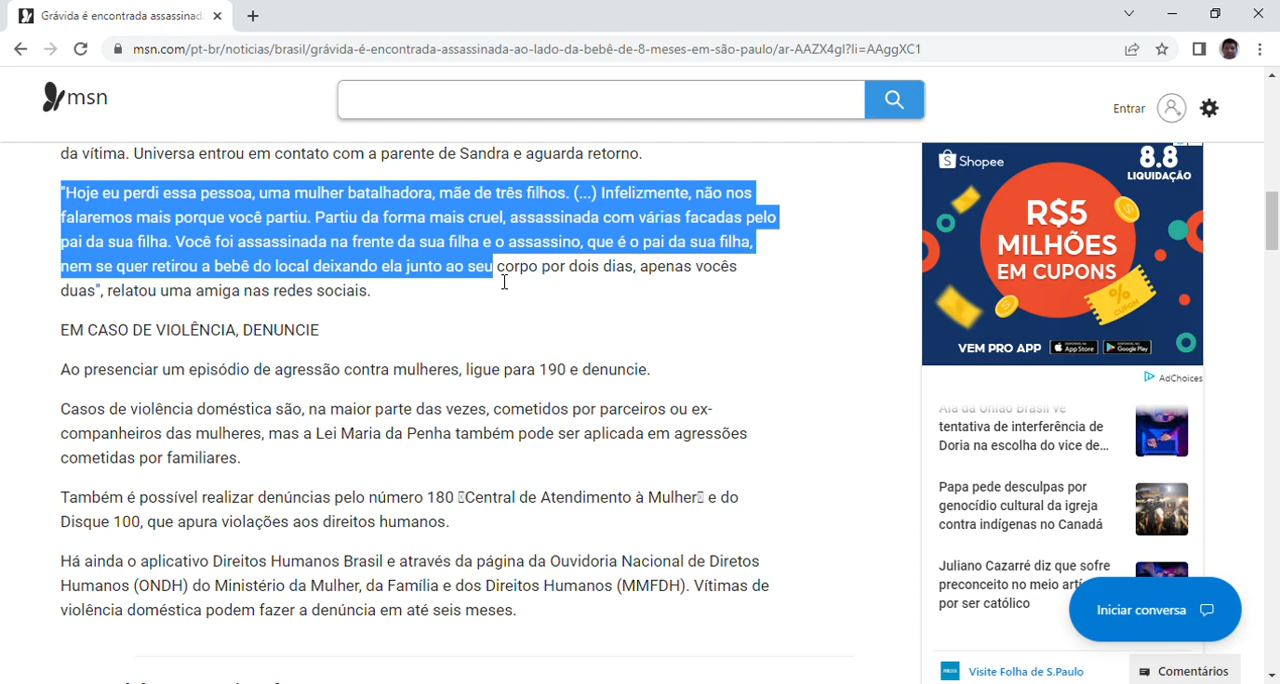 Grávida é encontrada assassinada
msn.com/pt-br/noticias/brasil/grávida-é-encontrada-assassinada-ao-lado-da-bebê-de-8-meses-em-são-paulo/ar-AAZX4gI?li=AAggXC1
msn
Entrar
da vítima. Universa entrou em contato com a parente de Sandra e aguarda retorno.
"Hoje eu perdi essa pessoa, uma mulher batalhadora, mãe de três filhos. (...) Infelizmente, não nos
falaremos mais porque você partiu. Partiu da forma mais cruel, assassinada com várias facadas pelo
pai da sua filha. Você foi assassinada na frente da sua filha e o assassino, que é o pai da sua filha,
nem se quer retirou a bebê do local deixando ela junto ao seu corpo por dois dias, apenas vocês
duas", relatou uma amiga nas redes sociais.
EM CASO DE VIOLÊNCIA, DENUNCIE
Ao presenciar um episódio de agressão contra mulheres, ligue para 190 e denuncie.
Casos de violência doméstica são, na maior parte das vezes, cometidos por parceiros ou ex-
companheiros das mulheres, mas a Lei Maria da Penha também pode ser aplicada em agressões
cometidas por familiares.
Também é possível realizar denúncias pelo número 180 Central de Atendimento à Mulher e do
Disque 100, que apura violações aos direitos humanos.
Há ainda o aplicativo Direitos Humanos Brasil e através da página da Ouvidoria Nacional de Diretos
Humanos (ONDH) do Ministério da Mulher, da Família e dos Direitos Humanos (MMFDH). Vítimas de
violência doméstica podem fazer a denúncia em até seis meses.
Shopee
8.8
LIQUIDAÇÃO
R$5
MILHÕES
EM CUPONS
% CUPOM
VEM PRO APP
App Store
Google Play
AdChoices
Ala da União Brasil vê
tentativa de interferência de
Doria na escolha do vice de...
Papa pede desculpas por
genocídio cultural da igreja
contra indígenas no Canadá
Juliano Cazarré diz que sofre
preconceito no meio
por ser católico
Iniciar conversa
Visite Folha de S.Paulo
Comentários